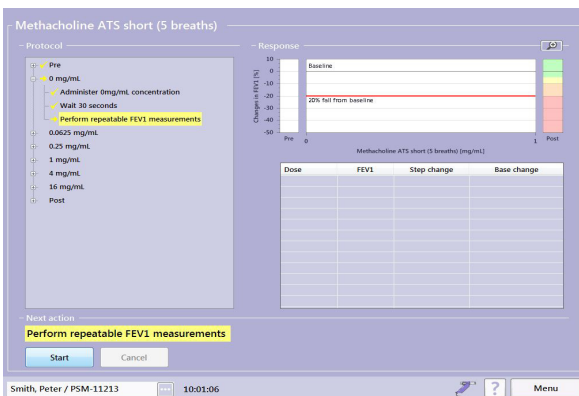 Methacholine ATS short (5 breaths)
Protocol
Pre
0 mg/mL
Administer 0mg/mL concentration
Wait 30 seconds
Perform repeatable FEV1 measurements
0.0625 mg/mL
0.25 mg/mL
1 mg/mL
4 mg/mL
16 mg/mL
Post
Response
Changes in FEV1 [%]
10
0
-10
-20
-30
-40
-50
Baseline
20% fall from baseline
Pre 0 1 Post
Methacholine ATS short (5 breaths) [mg/mL]
Dose FEV1 Step change Base change
Next action
Perform repeatable FEV1 measurements
Start Cancel
Smith, Peter / PSM-11213 ... 10:01:06 ? Menu